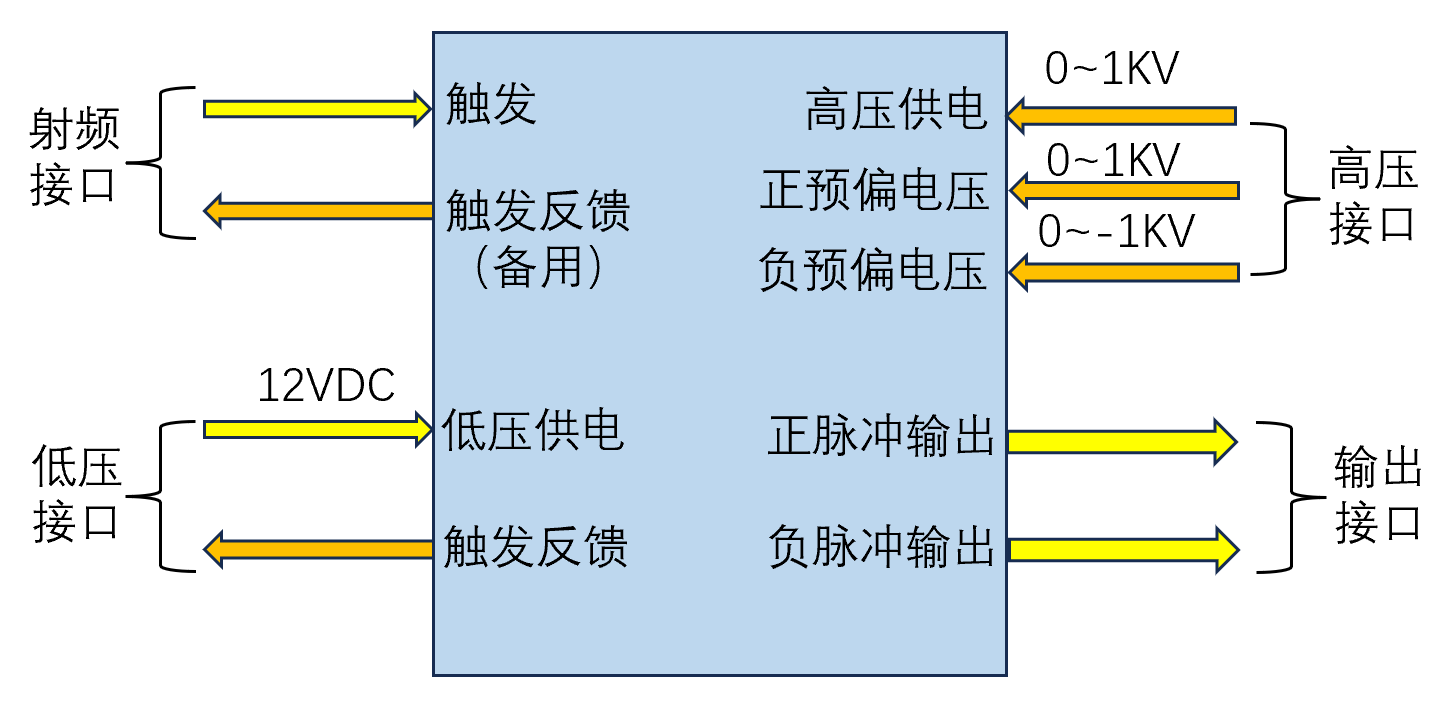 射频
接口
触发
触发反馈
（备用）
12VDC
低压
接口
低压供电
触发反馈
0~1KV
高压供电
0~1KV
正预偏电压
0~-1KV
负预偏电压
高压
接口
正脉冲输出
负脉冲输出
输出
接口